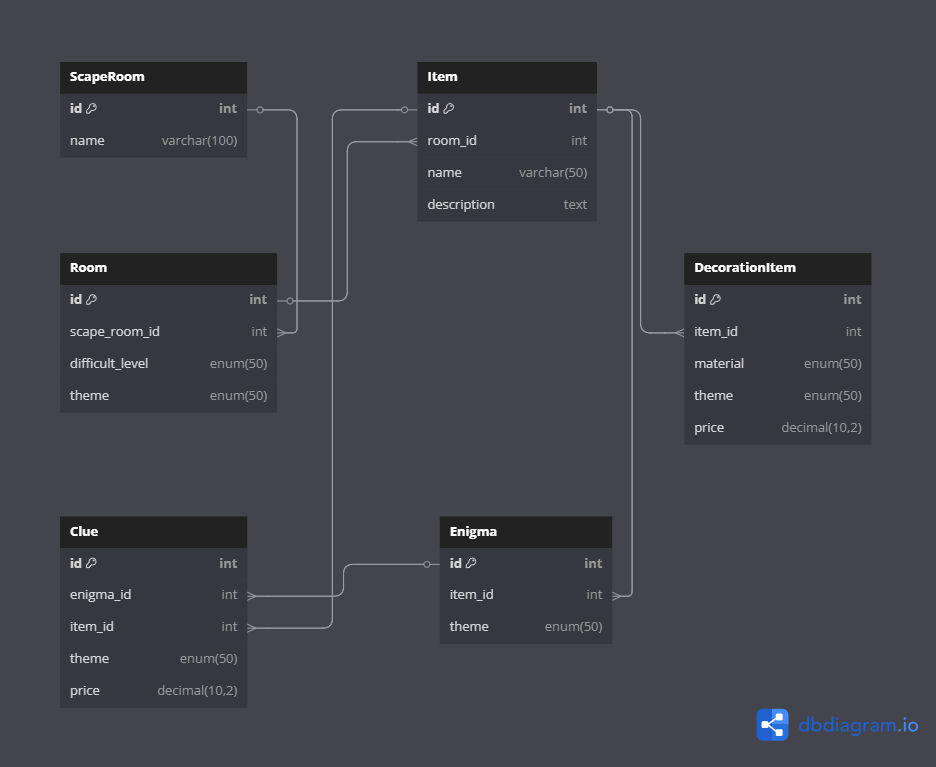 ScapeRoom
id int
name varchar(100)
Item
id int
room_id int
name varchar(50)
description text
Room
id int
scape_room_id int
difficult_level enum(50)
theme enum(50)
DecorationItem
id int
item_id int
material enum(50)
theme enum(50)
price decimal(10,2)
Clue
id int
enigma_id int
item_id int
theme enum(50)
price decimal(10,2)
Enigma
id int
item_id int
theme enum(50)
dbdiagram.io